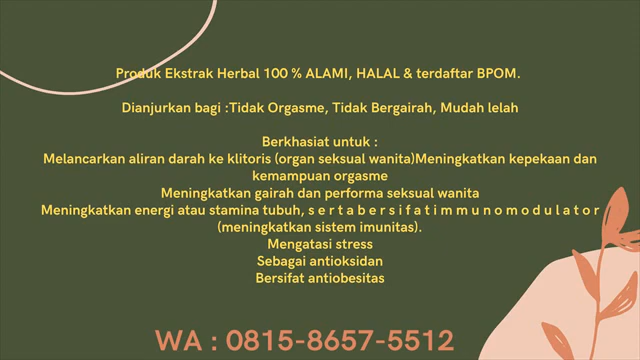 Produk Ekstrak Herbal 100 % ALAMI, HALAL & terdaftar BPOM.
Dianjurkan bagi :Tidak Orgasme, Tidak Bergairah, Mudah lelah
Berkhasiat untuk :
Melancarkan aliran darah ke klitoris (organ seksual wanita)Meningkatkan kepekaan dan
kemampuan orgasme
Meningkatkan gairah dan performa seksual wanita
Meningkatkan energi atau stamina tubuh, s e r t a b e r s i f a t i m m u n o m o d u l a t o r
(meningkatkan sistem imunitas).
Mengatasi stress
Sebagai antioksidan
Bersifat antiobesitas
WA : 0815-8657-5512